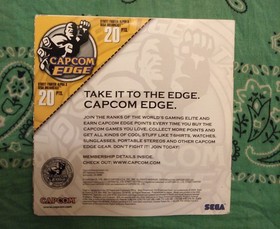 CAPCOM
EDGE
20
PTS.
20
PTS.
TAKE IT TO THE EDGE.
CAPCOM EDGE.
JOIN THE RANKS OF THE WORLD'S GAMING ELITE AND
EARN CAPCOM EDGE POINTS EVERY TIME YOU BUY THE
CAPCOM GAMES YOU LOVE. COLLECT MORE POINTS AND
GET ALL KINDS OF COOL STUFF LIKE T-SHIRTS, WATCHES,
SUNGLASSES, PORTABLE STEREOS AND OTHER CAPCOM
EDGE GEAR. DON'T FIGHT IT! JOIN TODAY!
MEMBERSHIP DETAILS INSIDE.
CHECK OUT: WWW.CAPCOM.COM
CAPCOM
SEGA